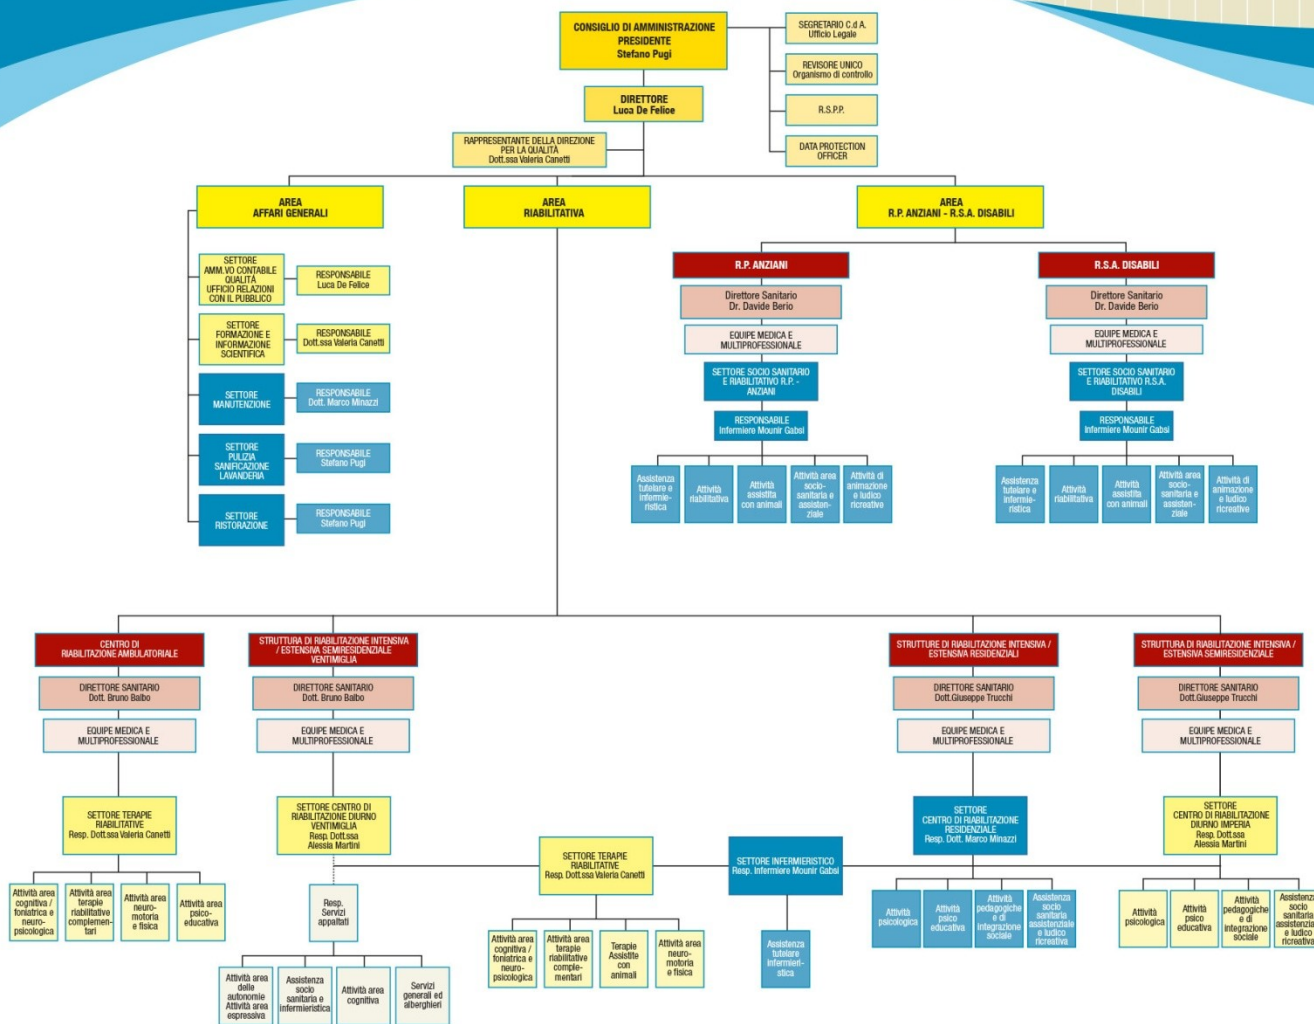 CONSIGLIO DI AMMINISTRAZIONE
PRESIDENTE
Stefano Pugi
SEGRETARIO C.d A.
Ufficio Legale
REVISORE UNICO
Organismo di controllo
R.S.P.P.
DATA PROTECTION
OFFICER
DIRETTORE
Luca De Felice
RAPPRESENTANTE DELLA DIREZIONE
PER LA QUALITÀ
Dott.ssa Valeria Canetti
AREA
AFFARI GENERALI
AREA
RIABILITATIVA
AREA
R.P. ANZIANI - R.S.A. DISABILI
SETTORE
AMM.VO CONTABILE
QUALITÀ
UFFICIO RELAZIONI
CON IL PUBBLICO
RESPONSABILE
Luca De Felice
SETTORE
FORMAZIONE E
INFORMAZIONE
SCIENTIFICA
RESPONSABILE
Dott.ssa Valeria Canetti
SETTORE
MANUTENZIONE
RESPONSABILE
Dott. Marco Minazzi
SETTORE
PULIZIA
SANIFICAZIONE
LAVANDERIA
RESPONSABILE
Stefano Pugi
SETTORE
RISTORAZIONE
RESPONSABILE
Stefano Pugi
R.P. ANZIANI
Direttore Sanitario
Dr. Davide Berio
EQUIPE MEDICA E
MULTIPROFESSIONALE
SETTORE SOCIO SANITARIO
E RIABILITATIVO R.P. -
ANZIANI
RESPONSABILE
Infermiere Mounir Gabsi
Assistenza
tutelare e
infermie-
ristica
Attività
riabilitativa
Attività
assistita
con animali
Attività area
socio-
sanitaria e
assisten-
ziale
Attività di
animazione
e ludico
ricreative
R.S.A. DISABILI
Direttore Sanitario
Dr. Davide Berio
EQUIPE MEDICA E
MULTIPROFESSIONALE
SETTORE SOCIO SANITARIO
E RIABILITATIVO R.S.A.
DISABILI
RESPONSABILE
Infermiere Mounir Gabsi
Assistenza
tutelare e
infermie-
ristica
Attività
riabilitativa
Attività
assistita
con animali
Attività area
socio-
sanitaria e
assisten-
ziale
Attività di
animazione
e ludico
ricreative
CENTRO DI
RIABILITAZIONE AMBULATORIALE
DIRETTORE SANITARIO
Dott. Bruno Balbo
EQUIPE MEDICA E
MULTIPROFESSIONALE
SETTORE TERAPIE
RIABILITATIVE
Resp. Dott.ssa Valeria Canetti
Attività area
cognitiva /
foniatrica e
neuro-
psicologica
Attività area
terapie
riabilitative
complemen-
tari
Attività area
neuro-
motoria
e fisica
Attività area
psico-
educativa
STRUTTURA DI RIABILITAZIONE INTENSIVA
/ ESTENSIVA SEMIRESIDENZIALE
VENTIMIGLIA
DIRETTORE SANITARIO
Dott. Bruno Balbo
EQUIPE MEDICA E
MULTIPROFESSIONALE
SETTORE CENTRO DI
RIABILITAZIONE DIURNO
VENTIMIGLIA
Resp. Dott.ssa
Alessia Martini
Resp.
Servizi
appaltati
Attività area
delle
autonomie
Attività area
espressiva
Assistenza
socio
sanitaria e
infermieristica
Attività area
cognitiva
Servizi
generali ed
alberghieri
SETTORE TERAPIE
RIABILITATIVE
Resp. Dott.ssa Valeria Canetti
Attività area
cognitiva /
foniatrica e
neuro-
psicologica
Attività area
terapie
riabilitative
comple-
mentari
Terapie
Assistite
con
animali
Attività area
neuro-
motoria
e fisica
SETTORE INFERMIERISTICO
Resp. Infermiere Mounir Gabsi
Assistenza
tutelare
infermieri-
stica
STRUTTURE DI RIABILITAZIONE INTENSIVA /
ESTENSIVA RESIDENZIALI
DIRETTORE SANITARIO
Dott.Giuseppe Trucchi
EQUIPE MEDICA E
MULTIPROFESSIONALE
SETTORE
CENTRO DI RIABILITAZIONE
RESIDENZIALE
Resp. Dott. Marco Minazzi
Attività
psicologica
Attività
psico
educativa
Attività
pedagogiche
e di
integrazione
sociale
Assistenza
socio
sanitaria
assistenziale
e ludico
ricreativa
STRUTTURA DI RIABILITAZIONE INTENSIVA /
ESTENSIVA SEMIRESIDENZIALE
DIRETTORE SANITARIO
Dott.Giuseppe Trucchi
EQUIPE MEDICA E
MULTIPROFESSIONALE
SETTORE
CENTRO DI RIABILITAZIONE
DIURNO IMPERIA
Resp. Dott.ssa
Alessia Martini
Attività
psicologica
Attività
psico
educativa
Attività
pedagogiche
e di
integrazione
sociale
Assistenza
socio
sanitaria
assistenziale
e ludico
ricreativa